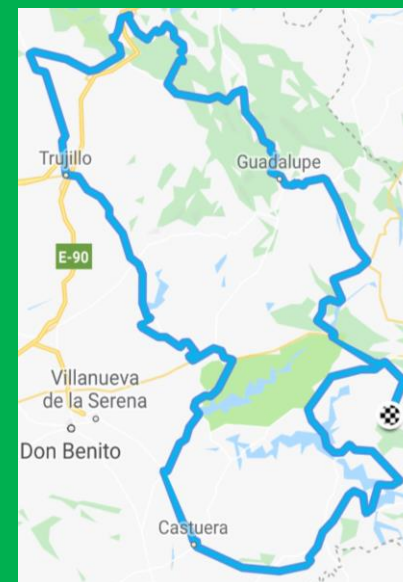 Trujillo
Guadalupe
E-90
Villanueva
de la Serena
Don Benito
Castuera